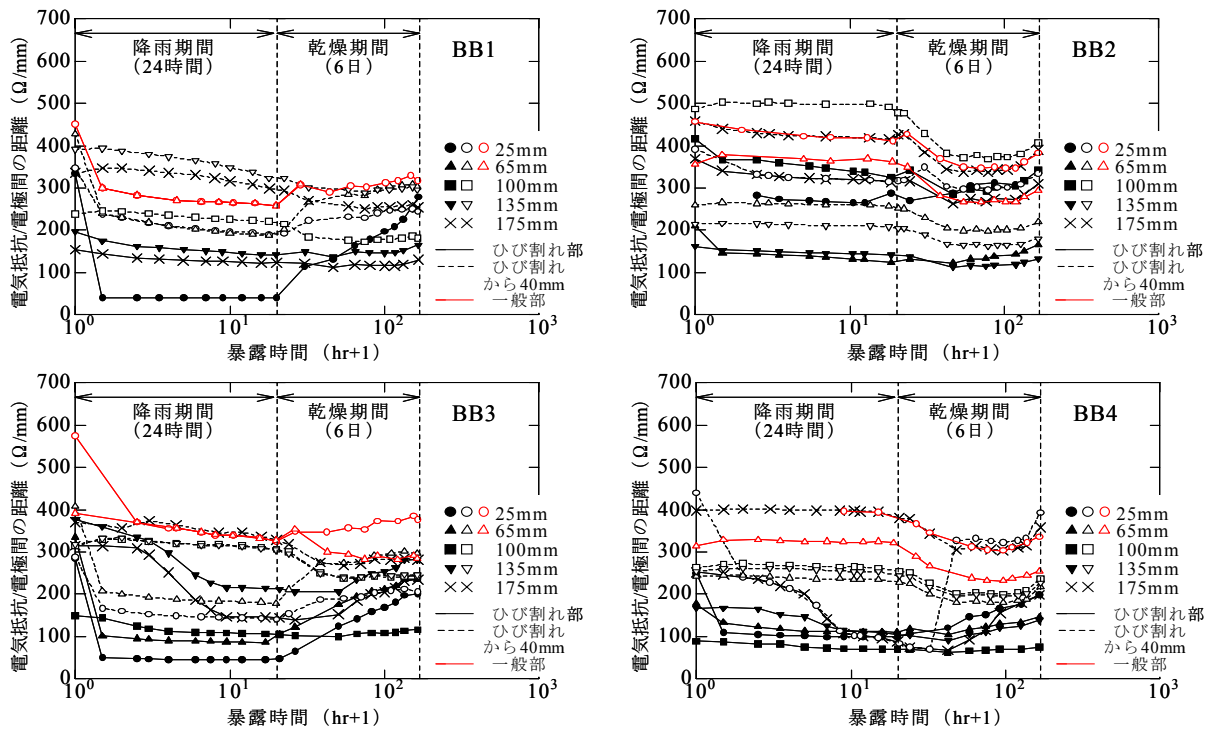 700
600
500
400
300
200
100
0
電気抵抗/電極間の距離（Ω/mm）
降雨期間
（24時間）
乾燥期間
（6日）
BB1
25mm
65mm
100mm
135mm
175mm
ひび割れ部
ひび割れ
から40mm
一般部
10⁰
10¹
10²
10³
暴露時間（hr+1）
700
600
500
400
300
200
100
0
電気抵抗/電極間の距離（Ω/mm）
降雨期間
（24時間）
乾燥期間
（6日）
BB2
25mm
65mm
100mm
135mm
175mm
ひび割れ部
ひび割れ
から40mm
一般部
10⁰
10¹
10²
10³
暴露時間（hr+1）
700
600
500
400
300
200
100
0
電気抵抗/電極間の距離（Ω/mm）
降雨期間
（24時間）
乾燥期間
（6日）
BB3
25mm
65mm
100mm
135mm
175mm
ひび割れ部
ひび割れ
から40mm
一般部
10⁰
10¹
10²
10³
暴露時間（hr+1）
700
600
500
400
300
200
100
0
電気抵抗/電極間の距離（Ω/mm）
降雨期間
（24時間）
乾燥期間
（6日）
BB4
25mm
65mm
100mm
135mm
175mm
ひび割れ部
ひび割れ
から40mm
一般部
10⁰
10¹
10²
10³
暴露時間（hr+1）